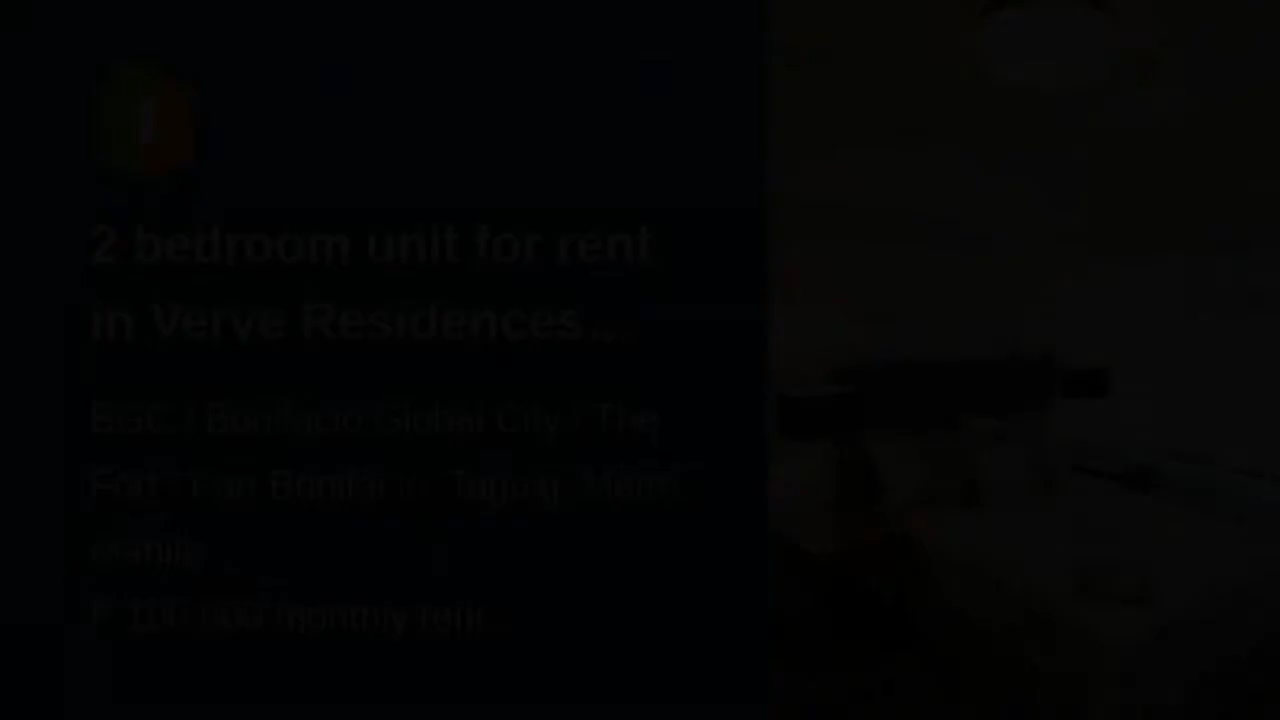 2 bedroom unit for rent
in Verve Residences...
BGC | Bonifacio Global City | The
Fort | Fort Bonifacio, Taguig, Metro
Manila
monthly rent